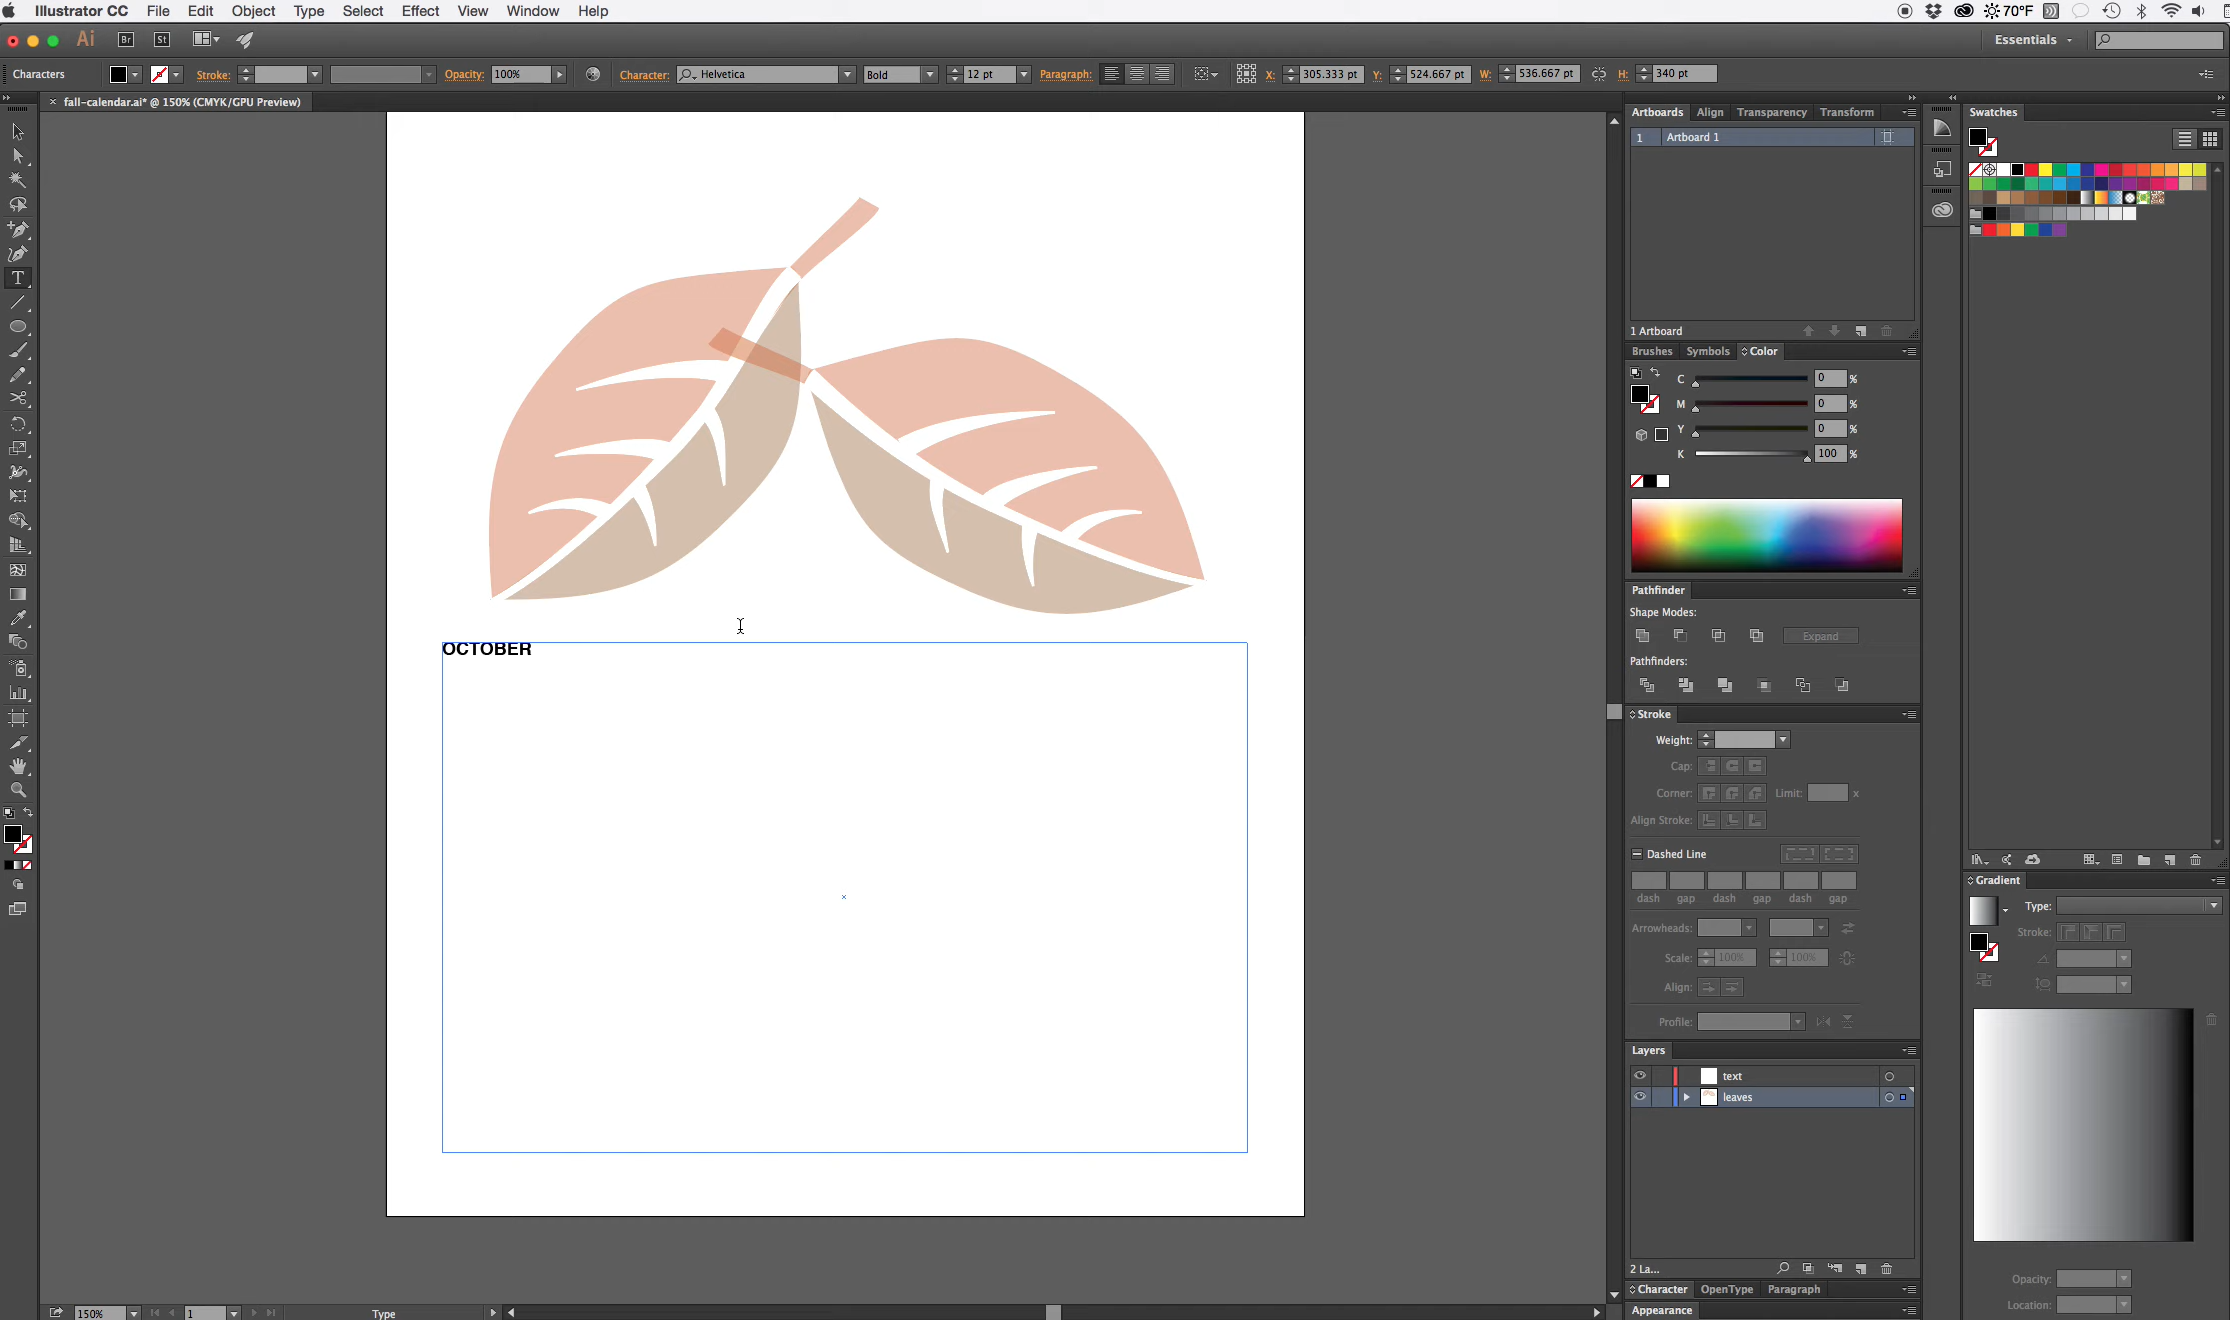 Illustrator CC File Edit Object Type Select Effect View Window Help 70°F
Ai Br St Essentials
Characters Stroke: Opacity: 100% Character: Helvetica Bold 12 pt Paragraph: X: 305.333 pt Y: 524.667 pt W: 536.667 pt H: 340 pt
× fall-calendar.ai* @ 150% (CMYK/GPU Preview)
OCTOBER
150% 1 Type
Artboards Align Transparency Transform
1 Artboard 1
1 Artboard
Brushes Symbols Color
C 0 %
M 0 %
Y 0 %
K 100 %
Pathfinder
Shape Modes:
Expand
Pathfinders:
Stroke
Weight:
Cap:
Corner: Limit: x
Align Stroke:
Dashed Line
dash gap dash gap dash gap
Arrowheads:
Scale: 100% 100%
Align:
Profile:
Layers
text
leaves
2 La...
Character OpenType Paragraph
Appearance
Swatches
Gradient
Type:
Stroke:
Opacity:
Location: